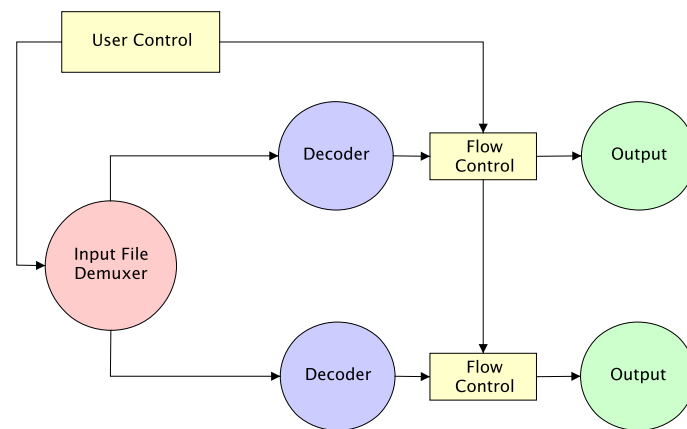 User Control
Decoder
Flow
Control
Output
Input File
Demuxer
Decoder
Flow
Control
Output